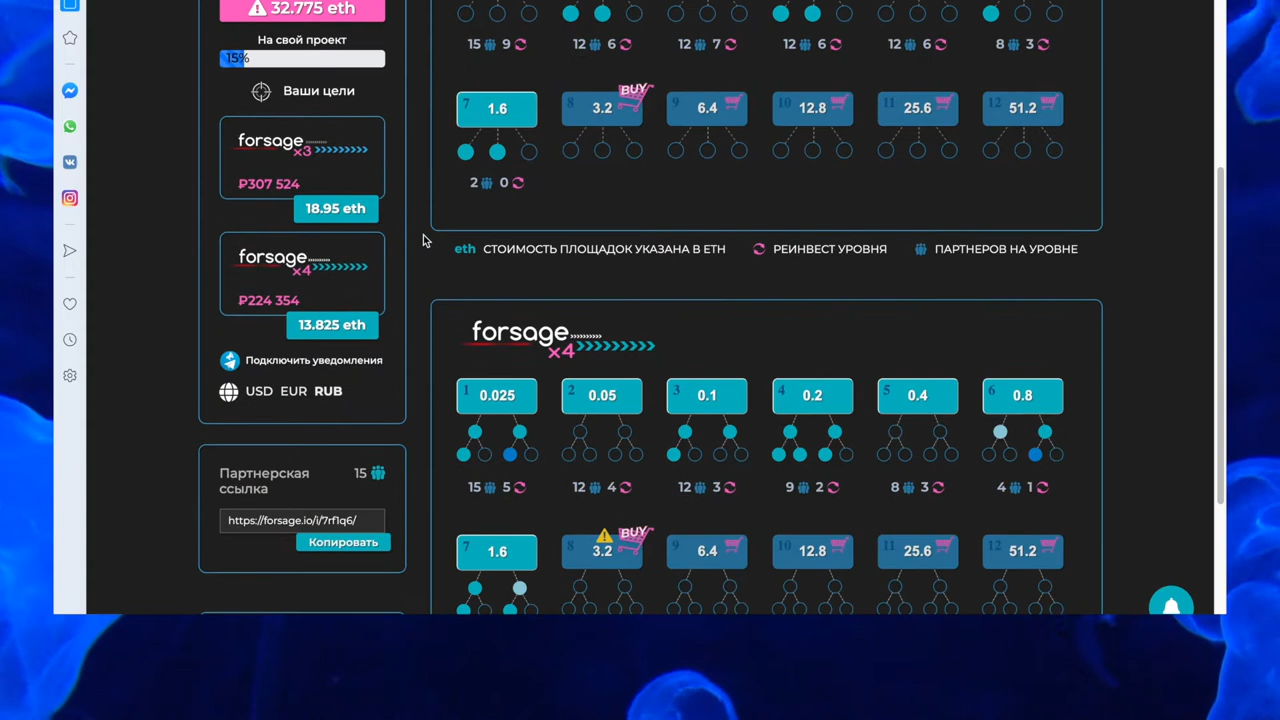 32.775 eth
На свой проект
15%
Ваши цели
forsage x3
₽307 524
18.95 eth
forsage x4
₽224 354
13.825 eth
Подключить уведомления
USD EUR RUB
Партнерская ссылка
15
https://forsage.io/i/7rf1q6/
Копировать
15 9 12 6 12 7 12 6 12 6 8 3
BUY
7 1.6 8 3.2 9 6.4 10 12.8 11 25.6 12 51.2
2 0
eth СТОИМОСТЬ ПЛОЩАДОК УКАЗАНА В ETH РЕИНВЕСТ УРОВНЯ ПАРТНЕРОВ НА УРОВНЕ
forsage x4
1 0.025 2 0.05 3 0.1 4 0.2 5 0.4 6 0.8
15 5 12 4 12 3 9 2 8 3 4 1
BUY
7 1.6 8 3.2 9 6.4 10 12.8 11 25.6 12 51.2